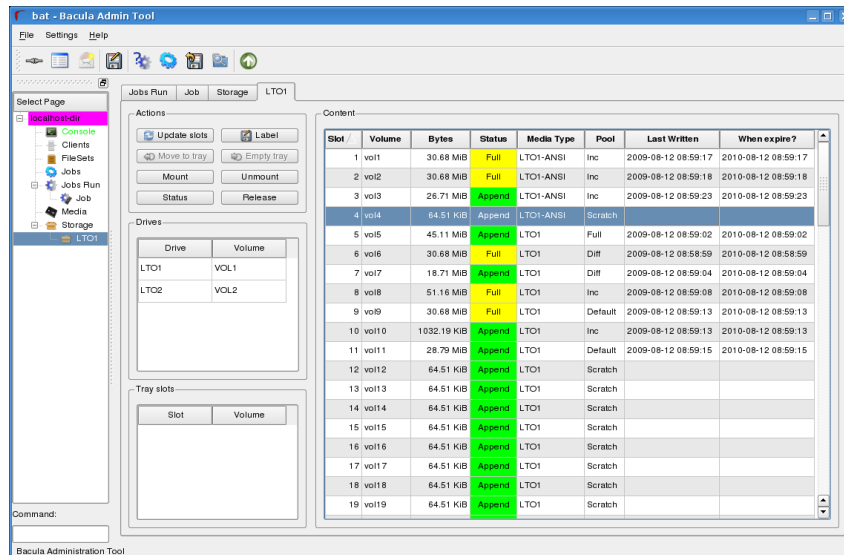 bat - Bacula Admin Tool
File Settings Help
Select Page
localhost-dir
Console
Clients
FileSets
Jobs
Jobs Run
Job
Media
Storage
LTO1
Command:
Bacula Administration Tool
Jobs Run Job Storage LTO1
Actions
Update slots Label
Move to tray Empty tray
Mount Unmount
Status Release
Drives
Drive Volume
LTO1 VOL1
LTO2 VOL2
Tray slots
Slot Volume
Content
Slot Volume Bytes Status Media Type Pool Last Written When expire?
1 vol1 30.68 MiB Full LTO1-ANSI Inc 2009-08-12 08:59:17 2010-08-12 08:59:17
2 vol2 30.68 MiB Full LTO1-ANSI Inc 2009-08-12 08:59:18 2010-08-12 08:59:18
3 vol3 26.71 MiB Append LTO1-ANSI Inc 2009-08-12 08:59:23 2010-08-12 08:59:23
4 vol4 64.51 KiB Append LTO1-ANSI Scratch
5 vol5 45.11 MiB Append LTO1 Full 2009-08-12 08:59:02 2010-08-12 08:59:02
6 vol6 30.68 MiB Full LTO1 Diff 2009-08-12 08:58:59 2010-08-12 08:58:59
7 vol7 18.71 MiB Append LTO1 Diff 2009-08-12 08:59:04 2010-08-12 08:59:04
8 vol8 51.16 MiB Full LTO1 Inc 2009-08-12 08:59:08 2010-08-12 08:59:08
9 vol9 30.68 MiB Full LTO1 Default 2009-08-12 08:59:13 2010-08-12 08:59:13
10 vol10 1032.19 KiB Append LTO1 Inc 2009-08-12 08:59:13 2010-08-12 08:59:13
11 vol11 28.79 MiB Append LTO1 Default 2009-08-12 08:59:15 2010-08-12 08:59:15
12 vol12 64.51 KiB Append LTO1 Scratch
13 vol13 64.51 KiB Append LTO1 Scratch
14 vol14 64.51 KiB Append LTO1 Scratch
15 vol15 64.51 KiB Append LTO1 Scratch
16 vol16 64.51 KiB Append LTO1 Scratch
17 vol17 64.51 KiB Append LTO1 Scratch
18 vol18 64.51 KiB Append LTO1 Scratch
19 vol19 64.51 KiB Append LTO1 Scratch